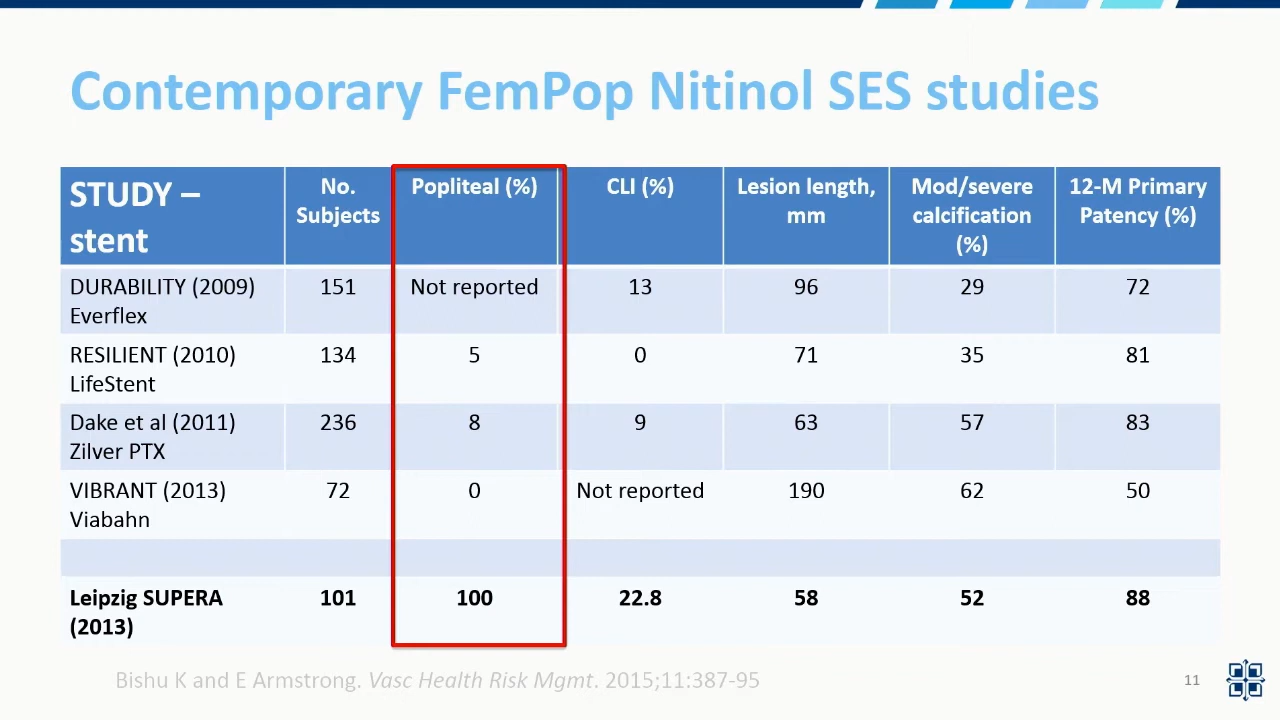 Contemporary FemPop Nitinol SES studies
STUDY – stent No. Subjects Popliteal (%) CLI (%) Lesion length, mm Mod/severe calcification (%) 12-M Primary Patency (%)
DURABILITY (2009) Everflex 151 Not reported 13 96 29 72
RESILIENT (2010) LifeStent 134 5 0 71 35 81
Dake et al (2011) Zilver PTX 236 8 9 63 57 83
VIBRANT (2013) Viabahn 72 0 Not reported 190 62 50
Leipzig SUPERA (2013) 101 100 22.8 58 52 88
Bishu K and E Armstrong. Vasc Health Risk Mgmt. 2015;11:387-95
11